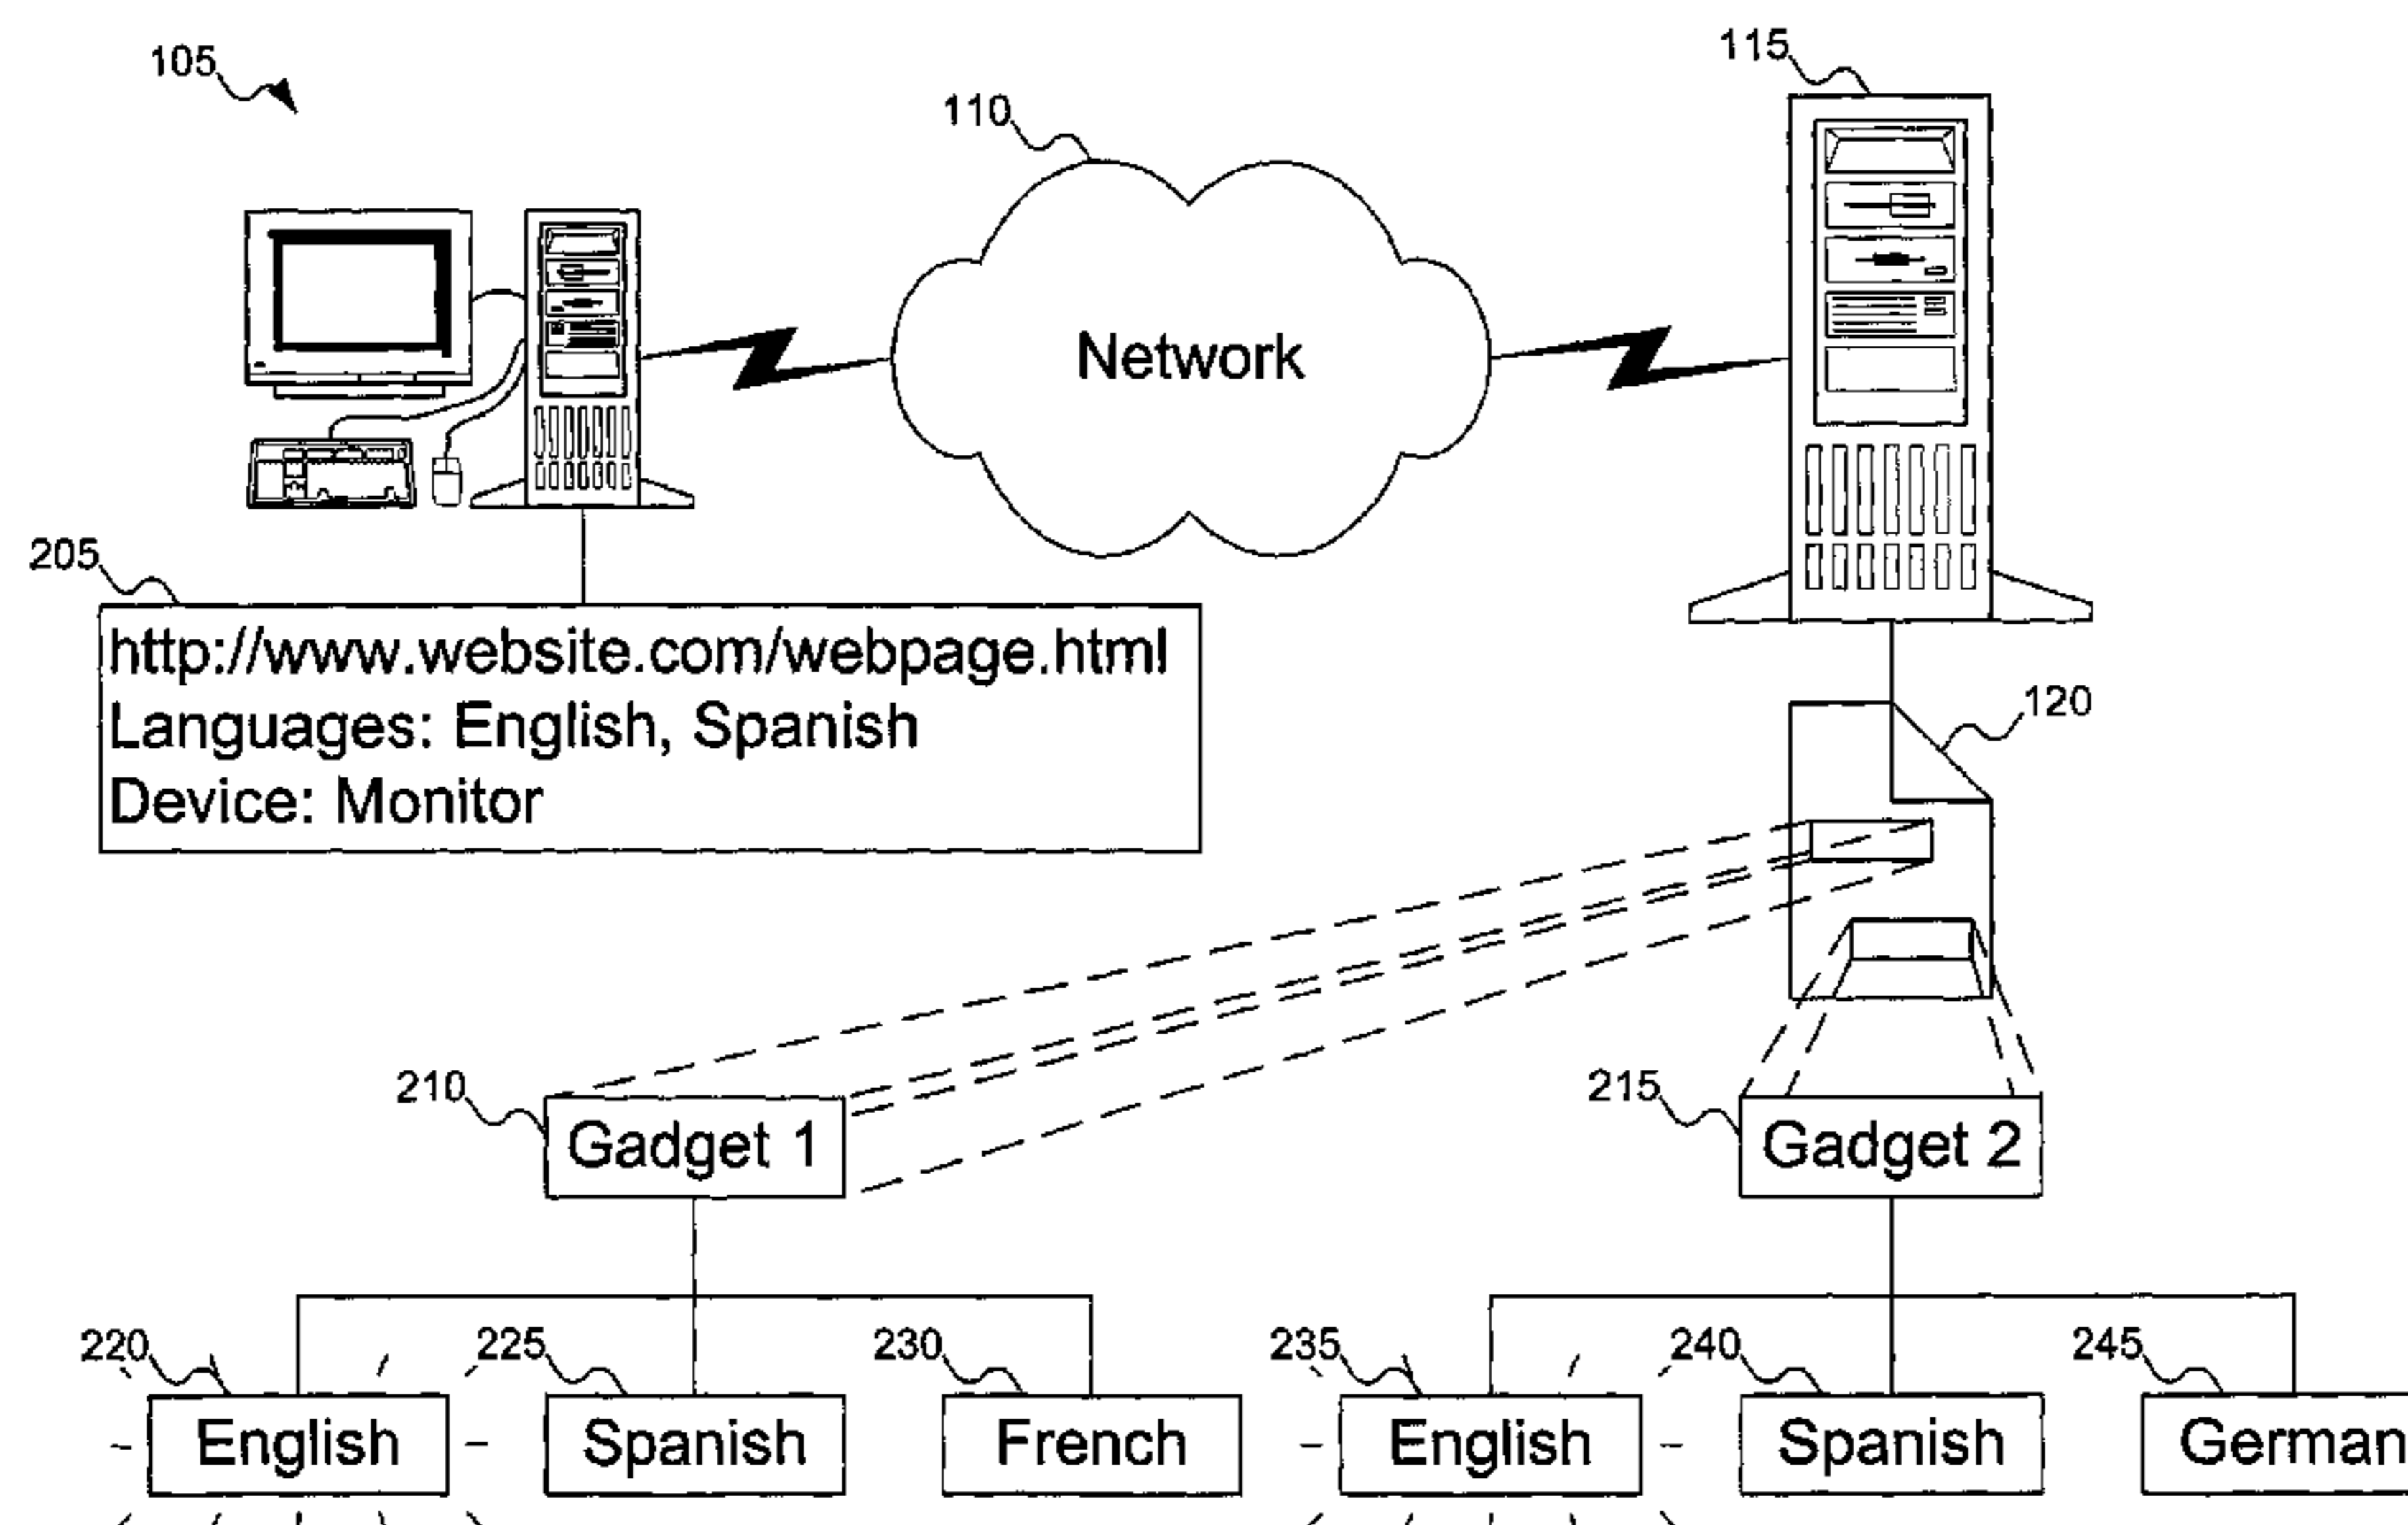 105
115
110
Network
205
http://www.website.com/webpage.html
Languages: English, Spanish
Device: Monitor
120
210
Gadget 1
215
Gadget 2
220
225
230
235
240
245
English
Spanish
French
English
Spanish
German